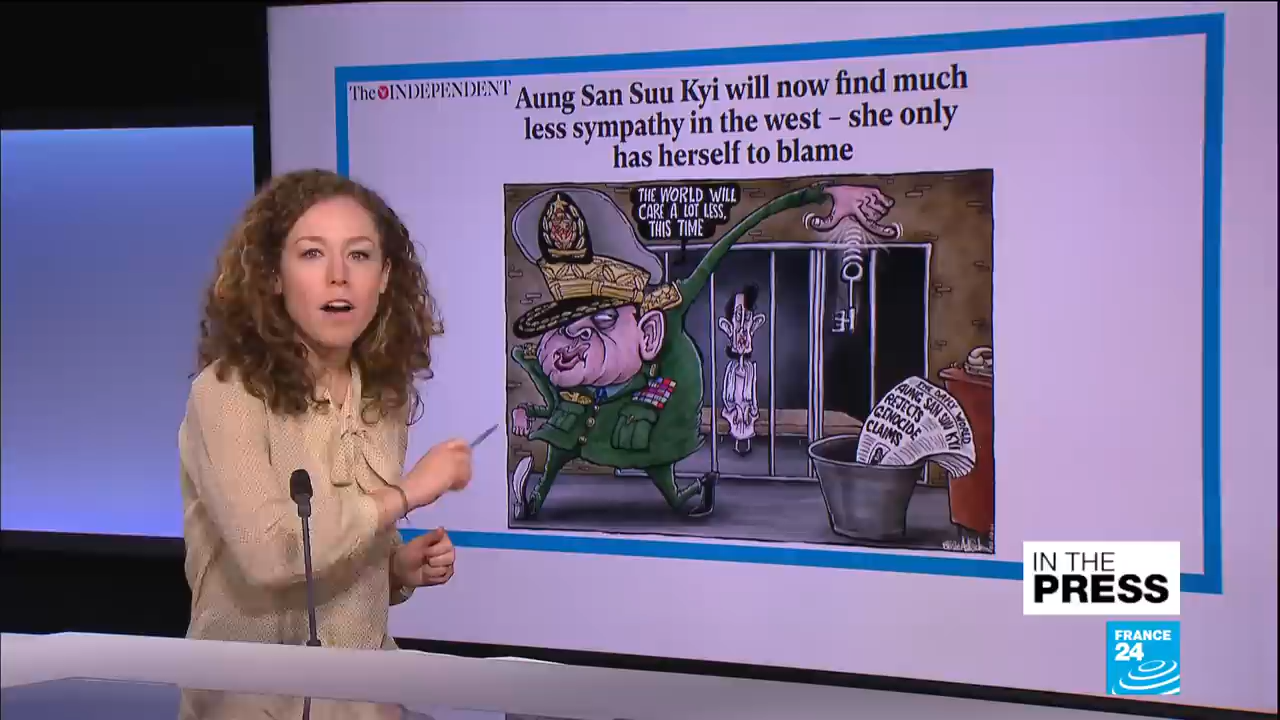 The INDEPENDENT
Aung San Suu Kyi will now find much
less sympathy in the west – she only
has herself to blame
THE WORLD WILL
CARE A LOT LESS,
THIS TIME
THE DAILY WORLD
AUNG SAN SUU KYI
REJECTS
GENOCIDE
CLAIMS
IN THE
PRESS
FRANCE
24